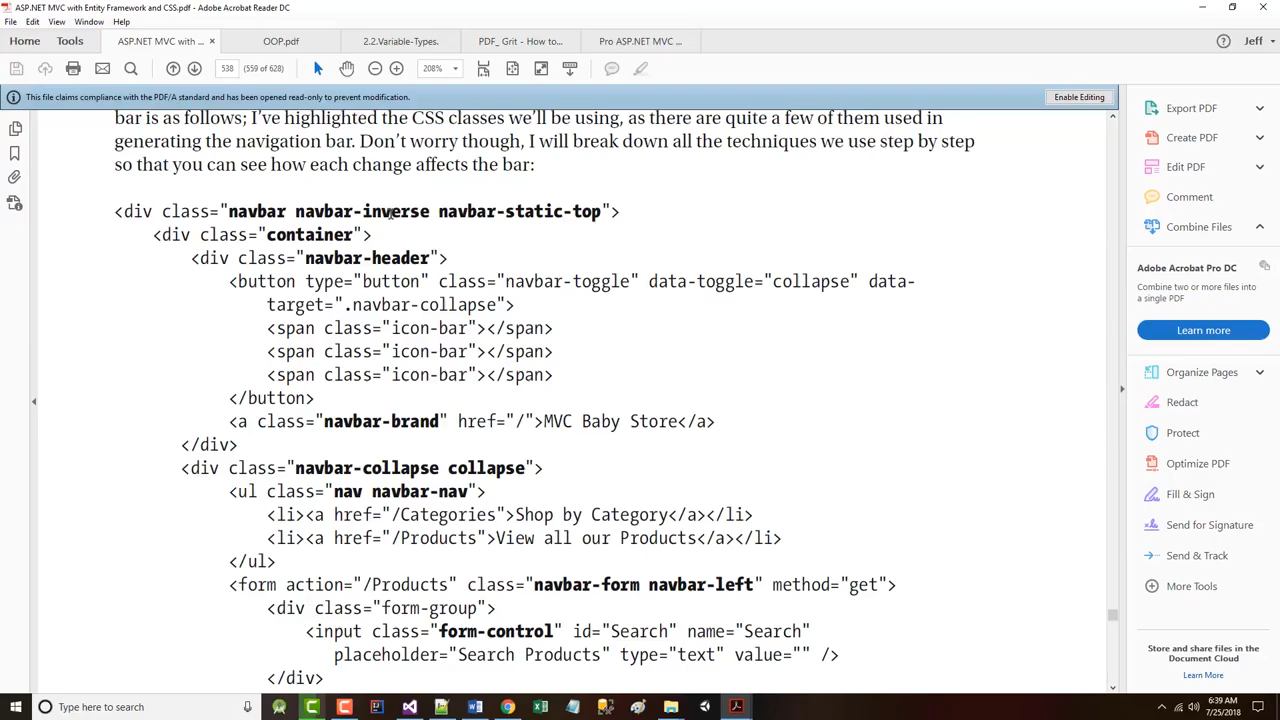 ASP.NET MVC with Entity Framework and CSS.pdf - Adobe Acrobat Reader DC
File Edit View Window Help
Home Tools ASP.NET MVC with ... × OOP.pdf 2.2.Variable-Types. PDF_ Grit - How to... Pro ASP.NET MVC ... Jeff
538 (559 of 628) 208%
This file claims compliance with the PDF/A standard and has been opened read-only to prevent modification. Enable Editing
bar is as follows; I've highlighted the CSS classes we'll be using, as there are quite a few of them used in
generating the navigation bar. Don't worry though, I will break down all the techniques we use step by step
so that you can see how each change affects the bar:
<div class="navbar navbar-inverse navbar-static-top">
<div class="container">
<div class="navbar-header">
<button type="button" class="navbar-toggle" data-toggle="collapse" data-
target=".navbar-collapse">
<span class="icon-bar"></span>
<span class="icon-bar"></span>
<span class="icon-bar"></span>
</button>
<a class="navbar-brand" href="/">MVC Baby Store</a>
</div>
<div class="navbar-collapse collapse">
<ul class="nav navbar-nav">
<li><a href="/Categories">Shop by Category</a></li>
<li><a href="/Products">View all our Products</a></li>
</ul>
<form action="/Products" class="navbar-form navbar-left" method="get">
<div class="form-group">
<input class="form-control" id="Search" name="Search"
placeholder="Search Products" type="text" value="" />
</div>
Export PDF
Create PDF
Edit PDF
Comment
Combine Files
Adobe Acrobat Pro DC
Combine two or more files into
a single PDF
Learn more
Organize Pages
Redact
Protect
Optimize PDF
Fill & Sign
Send for Signature
Send & Track
More Tools
Store and share files in the
Document Cloud
Learn More
Type here to search
6:39 AM
7/25/2018